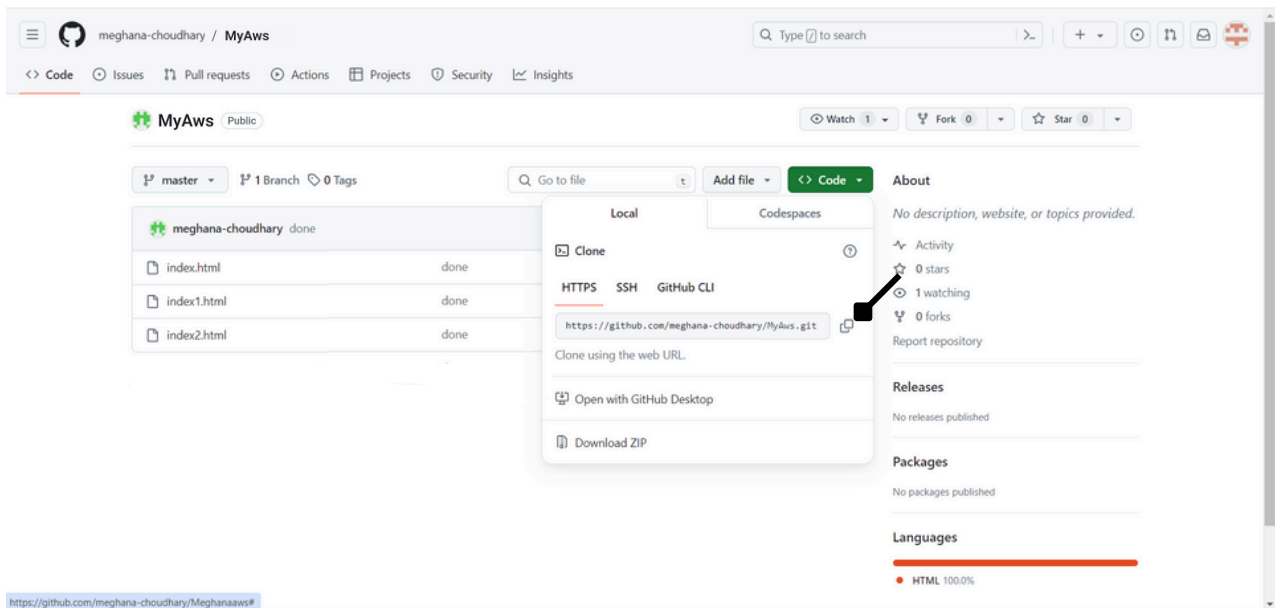 meghana-choudhary / MyAws
Type / to search
Code Issues Pull requests Actions Projects Security Insights
MyAws Public
Watch 1 Fork 0 Star 0
master 1 Branch 0 Tags Go to file t Add file Code
meghana-choudhary done
index.html done
index1.html done
index2.html done
Local Codespaces
Clone
HTTPS SSH GitHub CLI
https://github.com/meghana-choudhary/MyAws.git
Clone using the web URL.
Open with GitHub Desktop
Download ZIP
About
No description, website, or topics provided.
Activity
0 stars
1 watching
0 forks
Report repository
Releases
No releases published
Packages
No packages published
Languages
HTML 100.0%
https://github.com/meghana-choudhary/Meghanaaws#